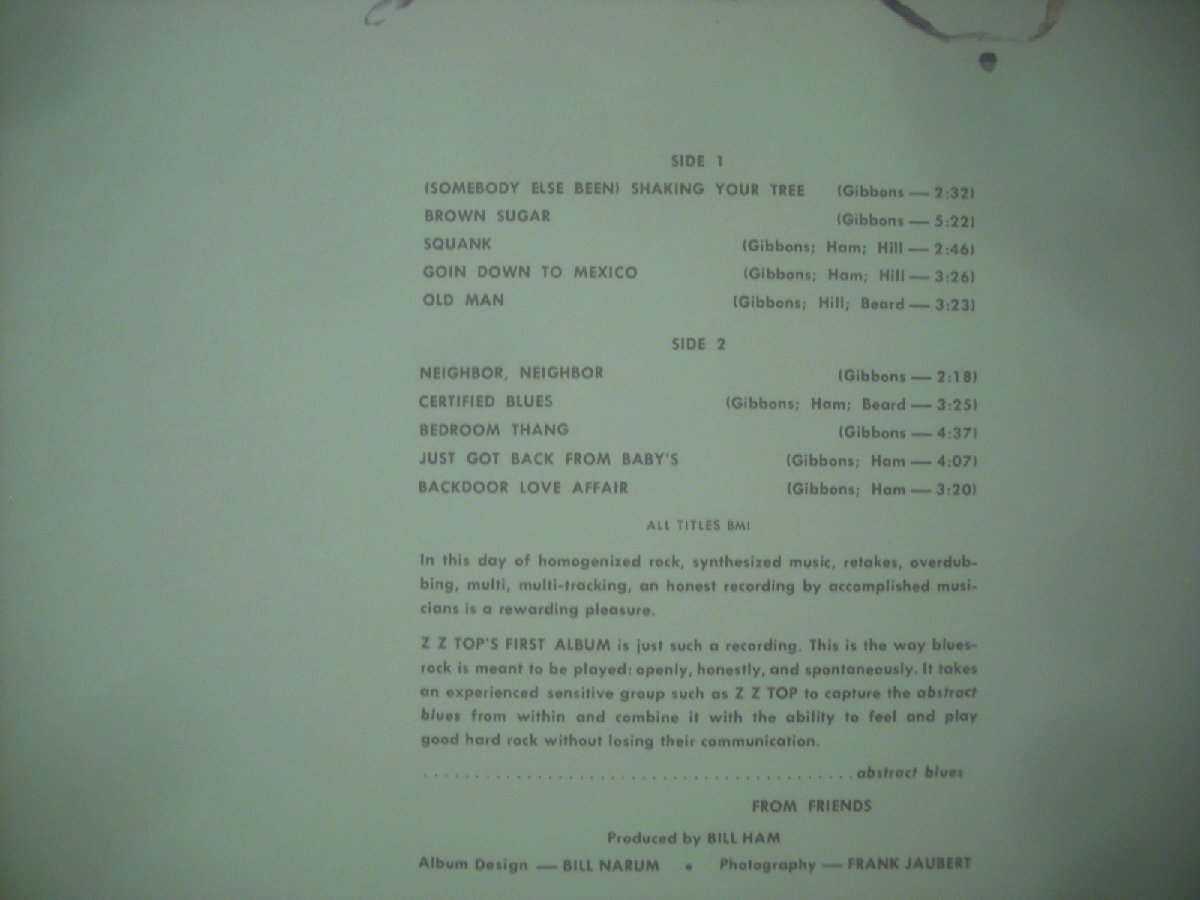 SIDE 1
(SOMEBODY ELSE BEEN) SHAKING YOUR TREE (Gibbons — 2:32)
BROWN SUGAR (Gibbons — 5:22)
SQUANK (Gibbons; Ham; Hill — 2:46)
GOIN DOWN TO MEXICO (Gibbons; Ham; Hill — 3:26)
OLD MAN (Gibbons; Hill; Beard — 3:23)
SIDE 2
NEIGHBOR, NEIGHBOR (Gibbons — 2:18)
CERTIFIED BLUES (Gibbons; Ham; Beard — 3:25)
BEDROOM THANG (Gibbons — 4:37)
JUST GOT BACK FROM BABY'S (Gibbons; Ham — 4:07)
BACKDOOR LOVE AFFAIR (Gibbons; Ham — 3:20)
ALL TITLES BMI
In this day of homogenized rock, synthesized music, retakes, overdub-
bing, multi, multi-tracking, an honest recording by accomplished musi-
cians is a rewarding pleasure.
Z Z TOP'S FIRST ALBUM is just such a recording. This is the way blues-
rock is meant to be played: openly, honestly, and spontaneously. It takes
an experienced sensitive group such as Z Z TOP to capture the abstract
blues from within and combine it with the ability to feel and play
good hard rock without losing their communication.
. . . . . . . . . . . . . . . . . . . . . . . . . . . . . . . . . . . . . . . . . . abstract blues
FROM FRIENDS
Produced by BILL HAM
Album Design — BILL NARUM • Photography — FRANK JAUBERT